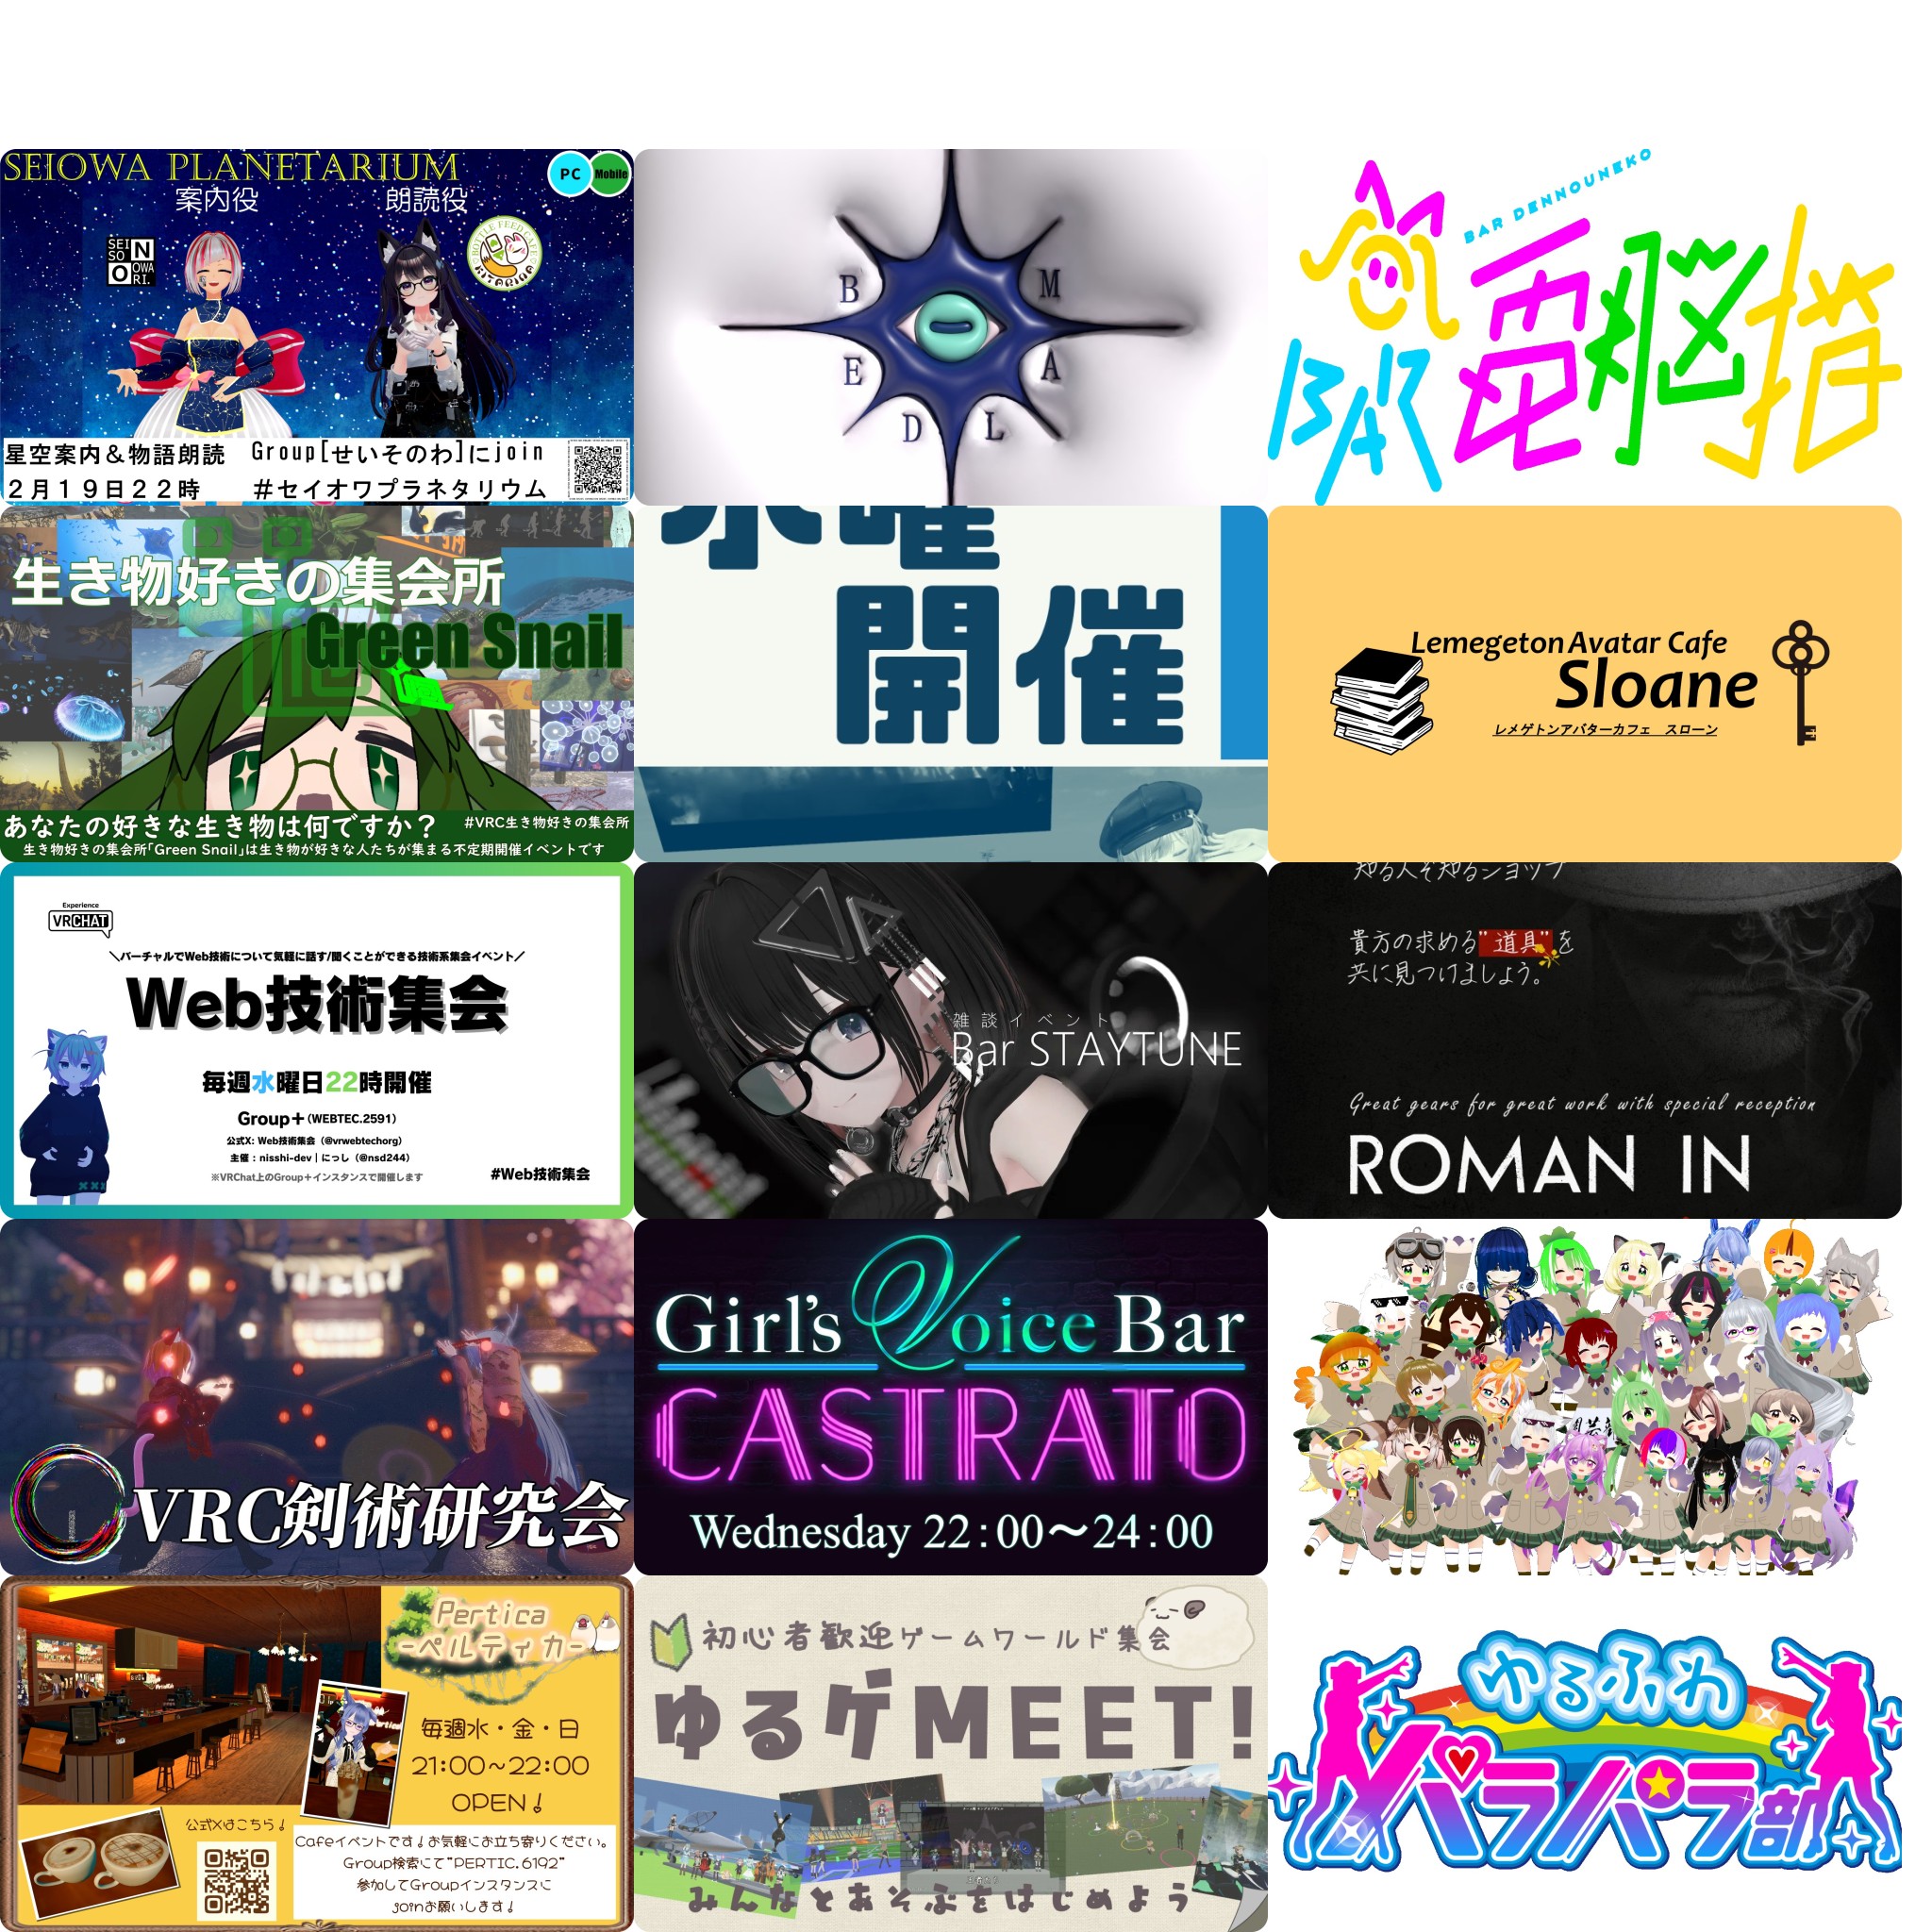 SEIOWA PLANETARIUM
案内役
朗読役
PC
Mobile
SEI
SO
N
O
OWA
RI.
BOTTLE FEED CAFE
KITARUDA
星空案内&物語朗読
Group[せいそのわ]にjoin
2月19日22時
#セイオワプラネタリウム
B
M
E
A
D
L
BAR DENNOUNEKO
BAR 電脳猫
生き物好きの集会所
Green Snail
あなたの好きな生き物は何ですか?
#VRC生き物好きの集会所
生き物好きの集会所「Green Snail」は生き物が好きな人たちが集まる不定期開催イベントです
水曜
開催
Lemegeton Avatar Cafe
Sloane
レメゲトンアバターカフェ スローン
Experience
VRCHAT
\バーチャルでWeb技術について気軽に話す/聞くことができる技術系集会イベント/
Web技術集会
毎週水曜日22時開催
Group+(WEBTEC.2591)
公式X: Web技術集会(@vrwebtechorg)
主催:nisshi-dev|にっし(@nsd244)
※VRChat上のGroup+インスタンスで開催します
#Web技術集会
雑談イベント
Bar STAYTUNE
知る人ぞ知るショップ
貴方の求める"道具"を
共に見つけましょう。
Great gears for great work with special reception
ROMAN IN
VRC剣術研究会
Girl's Voice Bar
CASTRATO
Wednesday 22:00〜24:00
Pertica
-ペルティカ-
毎週水・金・日
21:00~22:00
OPEN!
公式Xはこちら!
Cafeイベントです!お気軽にお立ち寄りください。
Group検索にて"PERTIC.6192"
参加してGroupインスタンスに
joinお願いします!
初心者歓迎ゲームワールド集会
ゆるゲMEET!
みんなとあそぶをはじめよう
ゆるふわ
パラパラ部